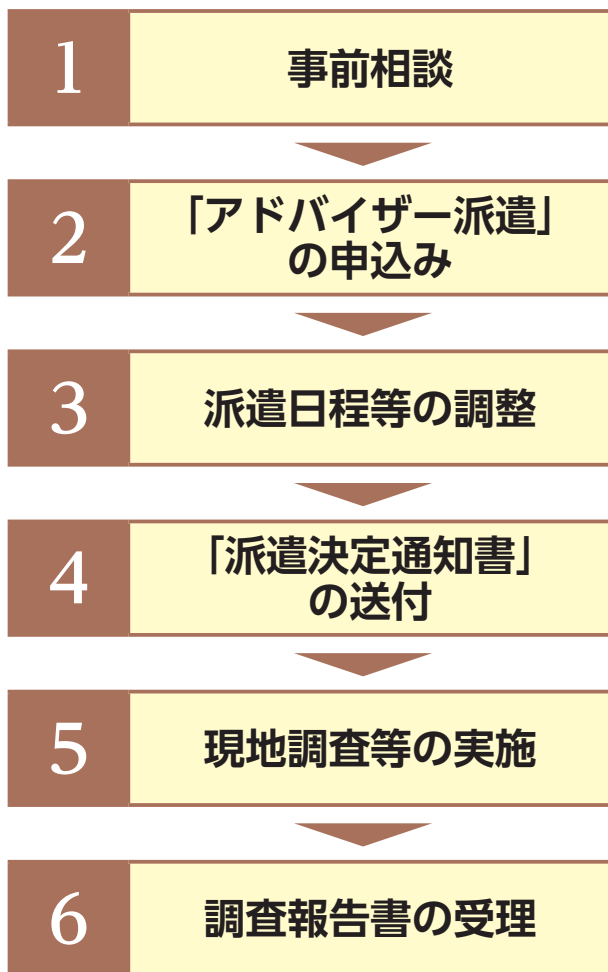 1
事前相談
2
「アドバイザー派遣」
の申込み
3
派遣日程等の調整
4
「派遣決定通知書」
の送付
5
現地調査等の実施
6
調査報告書の受理